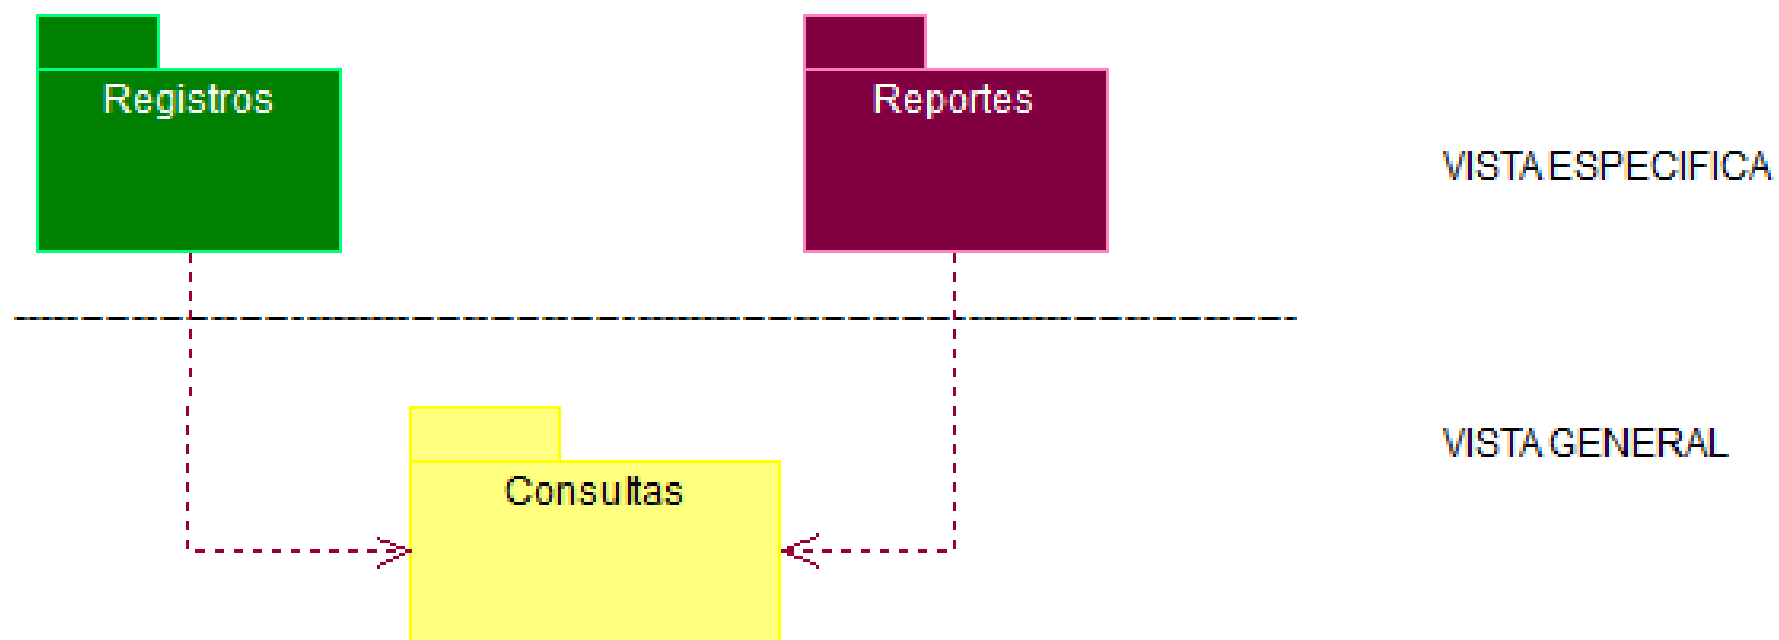 Registros
Reportes
VISTA ESPECIFICA
VISTA GENERAL
Consultas